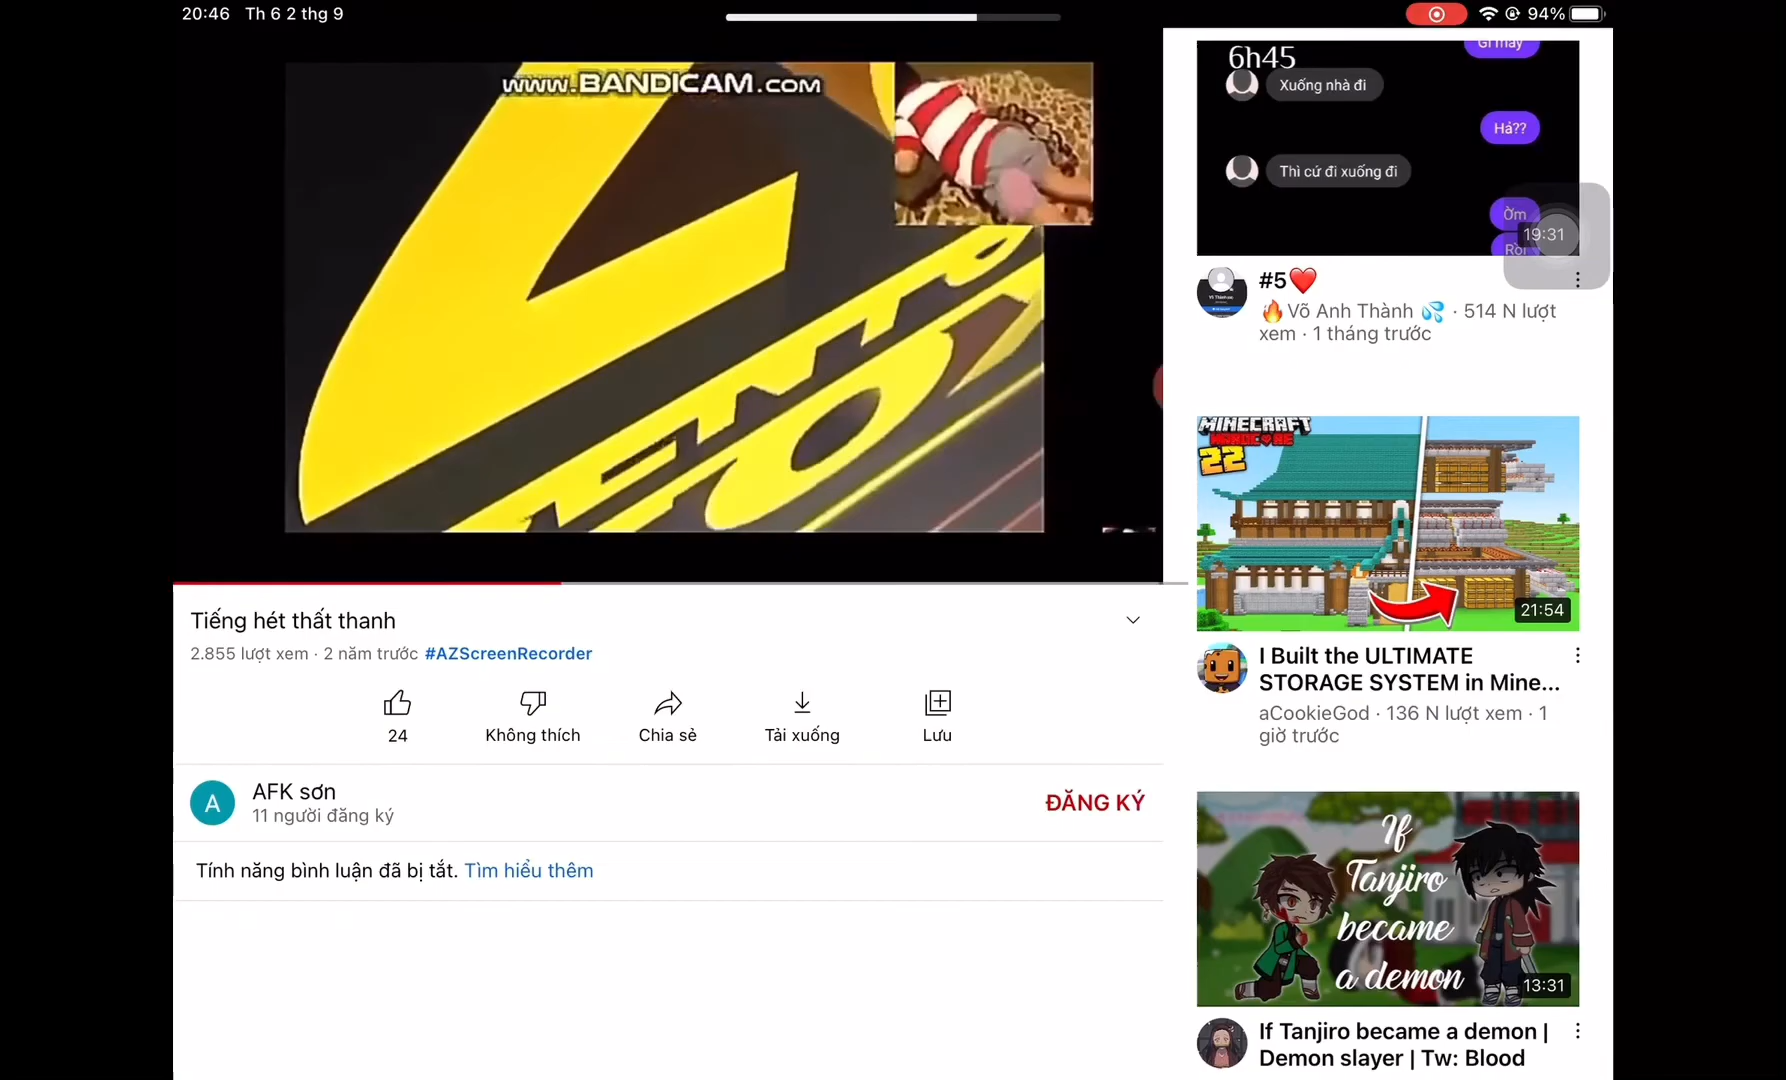 20:46 Th 6 2 thg 9
94%
www.BANDICAM.com
Tiếng hét thất thanh
2.855 lượt xem · 2 năm trước #AZScreenRecorder
24
Không thích
Chia sẻ
Tải xuống
Lưu
A
AFK sơn
11 người đăng ký
ĐĂNG KÝ
Tính năng bình luận đã bị tắt. Tìm hiểu thêm
Gì mày
6h45
Xuống nhà đi
Hả??
Thì cứ đi xuống đi
Ờm
Rồi
19:31
#5❤️
🔥Võ Anh Thành 💦 · 514 N lượt
xem · 1 tháng trước
MINECRAFT
HARDCORE
22
21:54
I Built the ULTIMATE
STORAGE SYSTEM in Mine...
aCookieGod · 136 N lượt xem · 1
giờ trước
If
Tanjiro
became
a demon
13:31
If Tanjiro became a demon |
Demon slayer | Tw: Blood